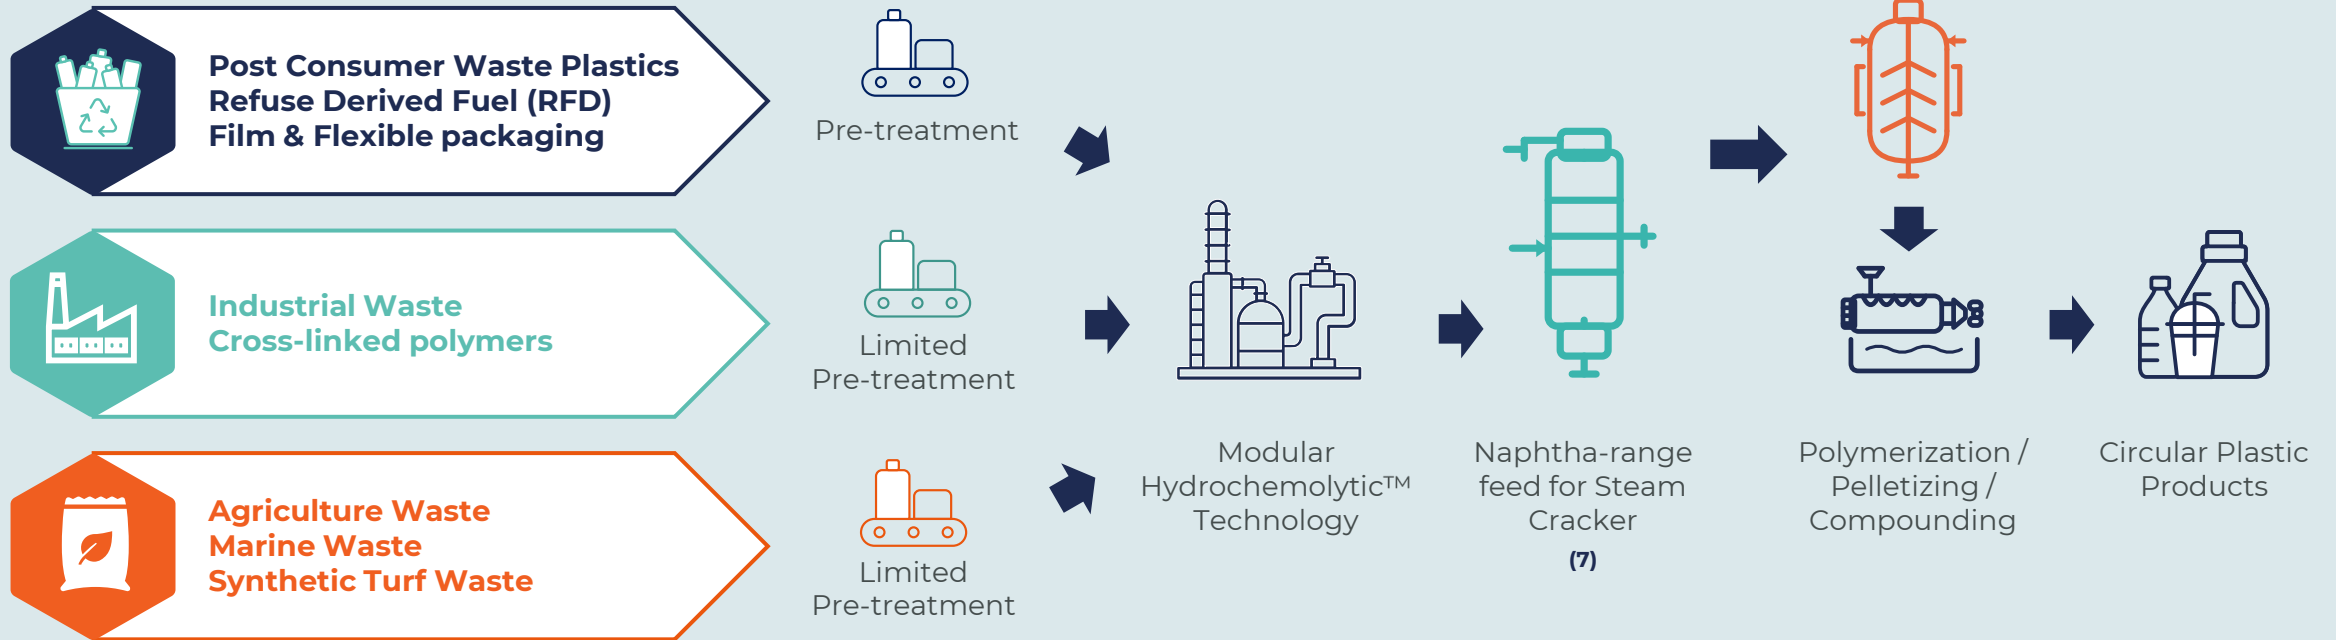 Post Consumer Waste Plastics
Refuse Derived Fuel (RFD)
Film & Flexible packaging
Pre-treatment
Industrial Waste
Cross-linked polymers
Limited
Pre-treatment
Agriculture Waste
Marine Waste
Synthetic Turf Waste
Limited
Pre-treatment
Modular
Hydrochemolytic™
Technology
Naphtha-range
feed for Steam
Cracker
(7)
Polymerization /
Pelletizing /
Compounding
Circular Plastic
Products